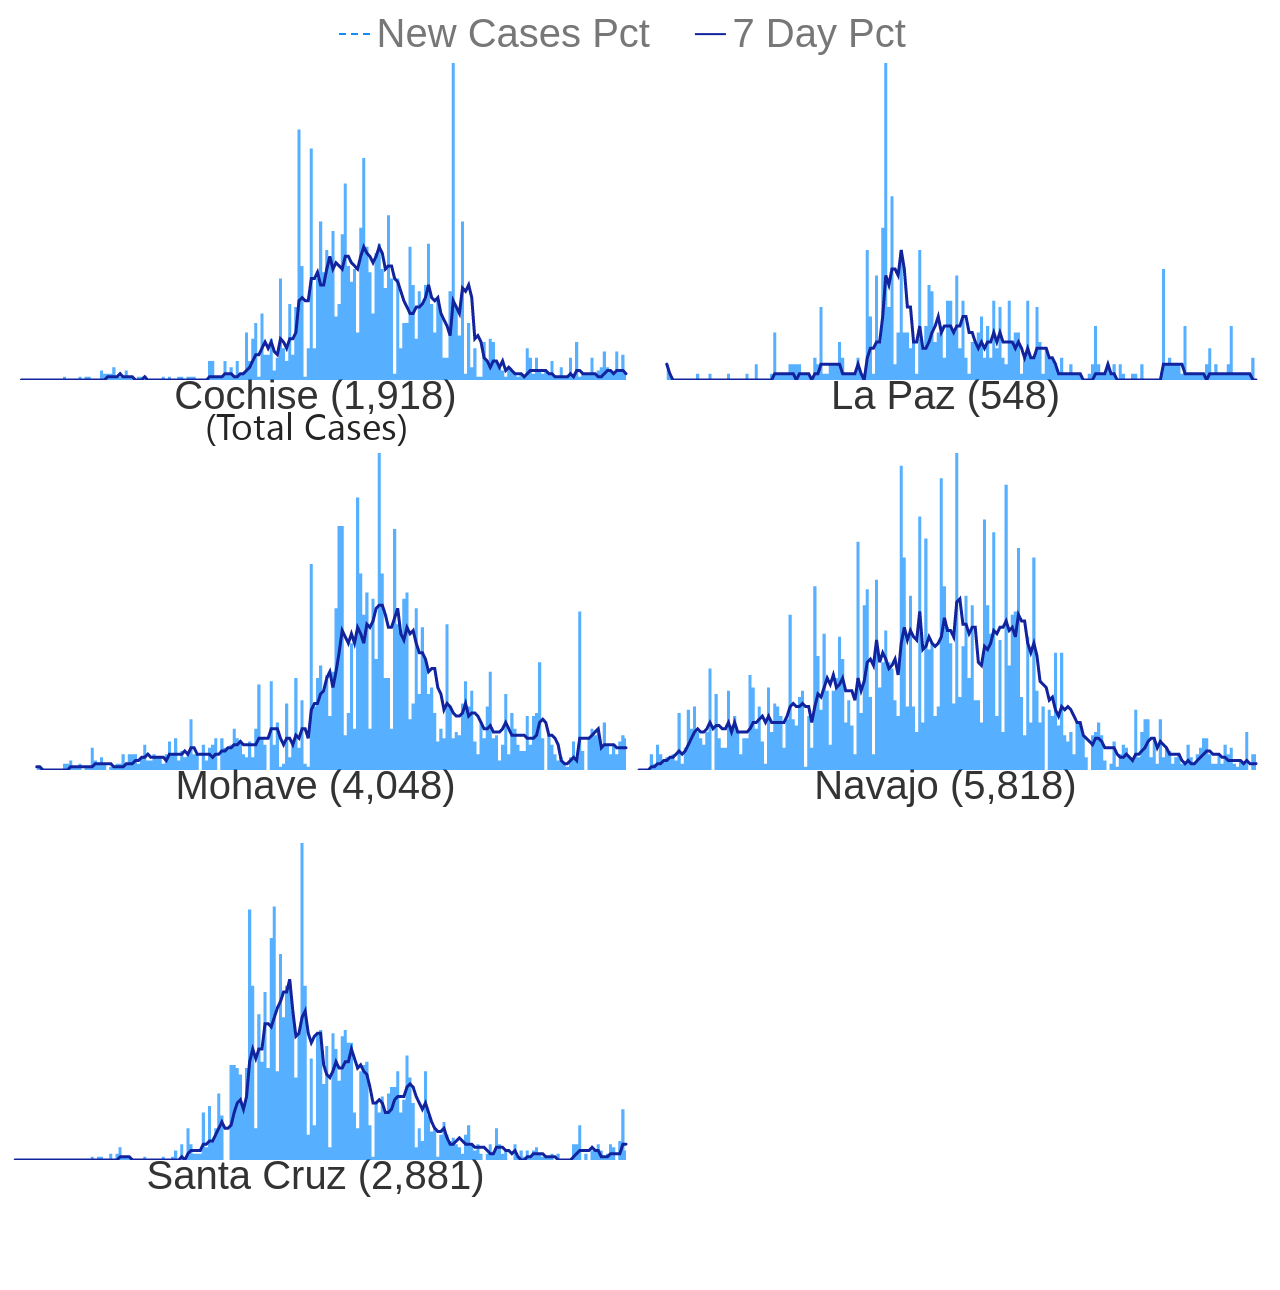 New Cases Pct 7 Day Pct
Cochise (1,918) La Paz (548)
(Total Cases)
Mohave (4,048) Navajo (5,818)
Santa Cruz (2,881)